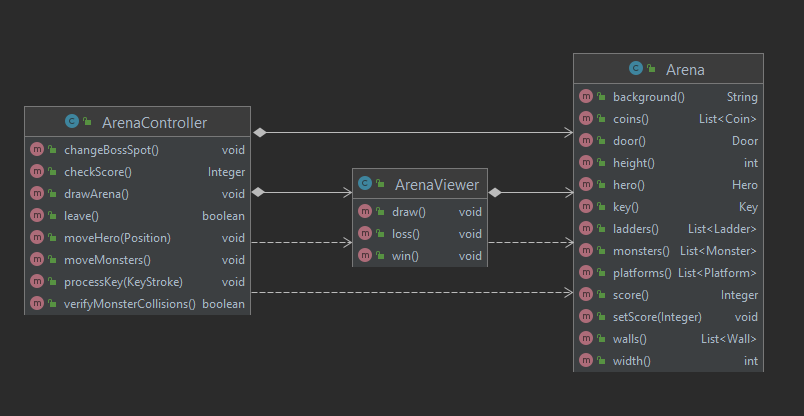 ArenaController
changeBossSpot() void
checkScore() Integer
drawArena() void
leave() boolean
moveHero(Position) void
moveMonsters() void
processKey(KeyStroke) void
verifyMonsterCollisions() boolean
ArenaViewer
draw() void
loss() void
win() void
Arena
background() String
coins() List<Coin>
door() Door
height() int
hero() Hero
key() Key
ladders() List<Ladder>
monsters() List<Monster>
platforms() List<Platform>
score() Integer
setScore(Integer) void
walls() List<Wall>
width() int